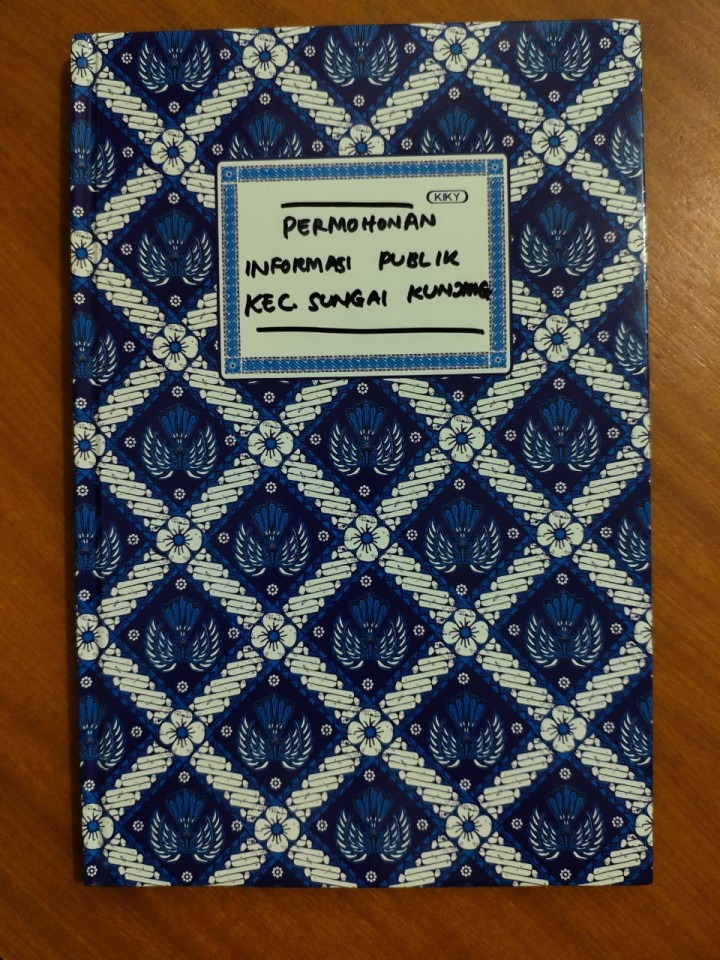 KIKY
PERMOHONAN
INFORMASI PUBLIK
KEC. SUNGAI KUNJANG